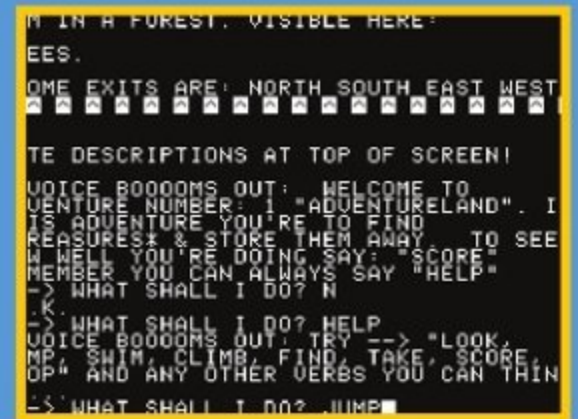 M IN A FOREST. VISIBLE HERE:
EES.
OME EXITS ARE: NORTH SOUTH EAST WEST
TE DESCRIPTIONS AT TOP OF SCREEN!
VOICE BOOOOMS OUT: WELCOME TO
VENTURE NUMBER: 1 "ADVENTURELAND". I
IS ADVENTURE YOU'RE TO FIND
REASURES* & STORE THEM AWAY. TO SEE
W WELL YOU'RE DOING SAY: "SCORE"
MEMBER YOU CAN ALWAYS SAY "HELP"
-> WHAT SHALL I DO? N
.K.
-> WHAT SHALL I DO? HELP
VOICE BOOOOMS OUT: TRY --> "LOOK,
MP, SWIM, CLIMB, FIND, TAKE, SCORE,
OP" AND ANY OTHER VERBS YOU CAN THIN
...
-> WHAT SHALL I DO? JUMP